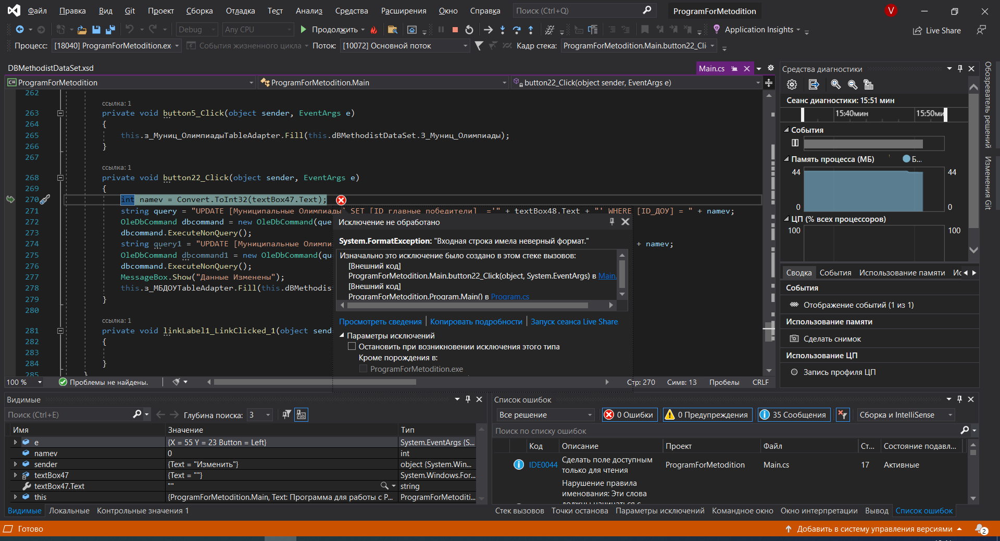 Файл Правка Вид Git Проект Сборка Отладка Тест Анализ Средства Расширения Окно Справка Поиск (Ctrl+Q) ProgramForMetodition V
Debug Any CPU Продолжить Application Insights Live Share
Процесс: [18040] ProgramForMetodition.exe События жизненного цикла Поток: [10072] Основной поток Кадр стека: ProgramForMetodition.Main.button22_Cli
DBMethodistDataSet.xsd Main.cs
C# ProgramForMetodition ProgramForMetodition.Main button22_Click(object sender, EventArgs e)
262
ссылка: 1
263 private void button5_Click(object sender, EventArgs e)
264 {
265 this.з_Муниц_ОлимпиадыTableAdapter.Fill(this.dBMethodistDataSet.З_Муниц_Олимпиады);
266 }
267
ссылка: 1
268 private void button22_Click(object sender, EventArgs e)
269 {
270 int namev = Convert.ToInt32(textBox47.Text);
271 string query = "UPDATE [Муниципальные Олимпиады] SET [ID главные победители] ='" + textBox48.Text + "' WHERE [ID_ДОУ] = " + namev;
272 OleDbCommand dbcommand = new OleDbCommand(que
273 dbcommand.ExecuteNonQuery();
274 string query1 = "UPDATE [Муниципальные Олимпи + namev;
275 OleDbCommand dbcommand1 = new OleDbCommand(qu
276 dbcommand.ExecuteNonQuery();
277 MessageBox.Show("Данные Изменены");
278 this.з_МБДОУTableAdapter.Fill(this.dBMethodist
279 }
280
ссылка: 1
281 private void linkLabel1_LinkClicked_1(object send
282 {
283
284 }
285 }
Исключение не обработано
System.FormatException: "Входная строка имела неверный формат."
Изначально это исключение было создано в этом стеке вызовов:
[Внешний код]
ProgramForMetodition.Main.button22_Click(object, System.EventArgs) в Main.
[Внешний код]
ProgramForMetodition.Program.Main() в Program.cs
Просмотреть сведения Копировать подробности Запуск сеанса Live Share
Параметры исключений
Остановить при возникновении исключения этого типа
Кроме порождения в:
ProgramForMetodition.exe
100 % Проблемы не найдены. Стр: 270 Симв: 13 Пробелы CRLF
Средства диагностики
Сеанс диагностики: 15:51 мин
15:40мин 15:50ми
События
Память процесса (МБ) Б...
44 44
0 0
ЦП (% всех процессоров)
100 100
Сводка События Использование памяти Ис
События
Отображение событий (1 из 1)
Использование памяти
Сделать снимок
Использование ЦП
Запись профиля ЦП
Обозреватель решений
Изменения Git
Видимые
Поиск (Ctrl+E) Глубина поиска: 3
Имя Значение Тип
e {X = 55 Y = 23 Button = Left} System.EventArgs {S...
namev 0 int
sender {Text = "Изменить"} object {System.Win...
textBox47 {Text = ""} System.Windows.For...
textBox47.Text "" string
this {ProgramForMetodition.Main, Text: Программа для работы с Р... ProgramForMetoditi...
Видимые Локальные Контрольные значения 1
Список ошибок
Все решение 0 Ошибки 0 Предупреждения 35 Сообщения Сборка и IntelliSense
Поиск по списку ошибок
Код Описание Проект Файл Ст... Состояние подавл...
IDE0044 Сделать поле доступным только для чтения ProgramForMetodition Main.cs 17 Активные
Нарушение правила
именования: Эти слова
должны начинаться с
Стек вызовов Точки останова Параметры исключений Командное окно Окно интерпретации Вывод Список ошибок
Готово Добавить в систему управления версиями 2